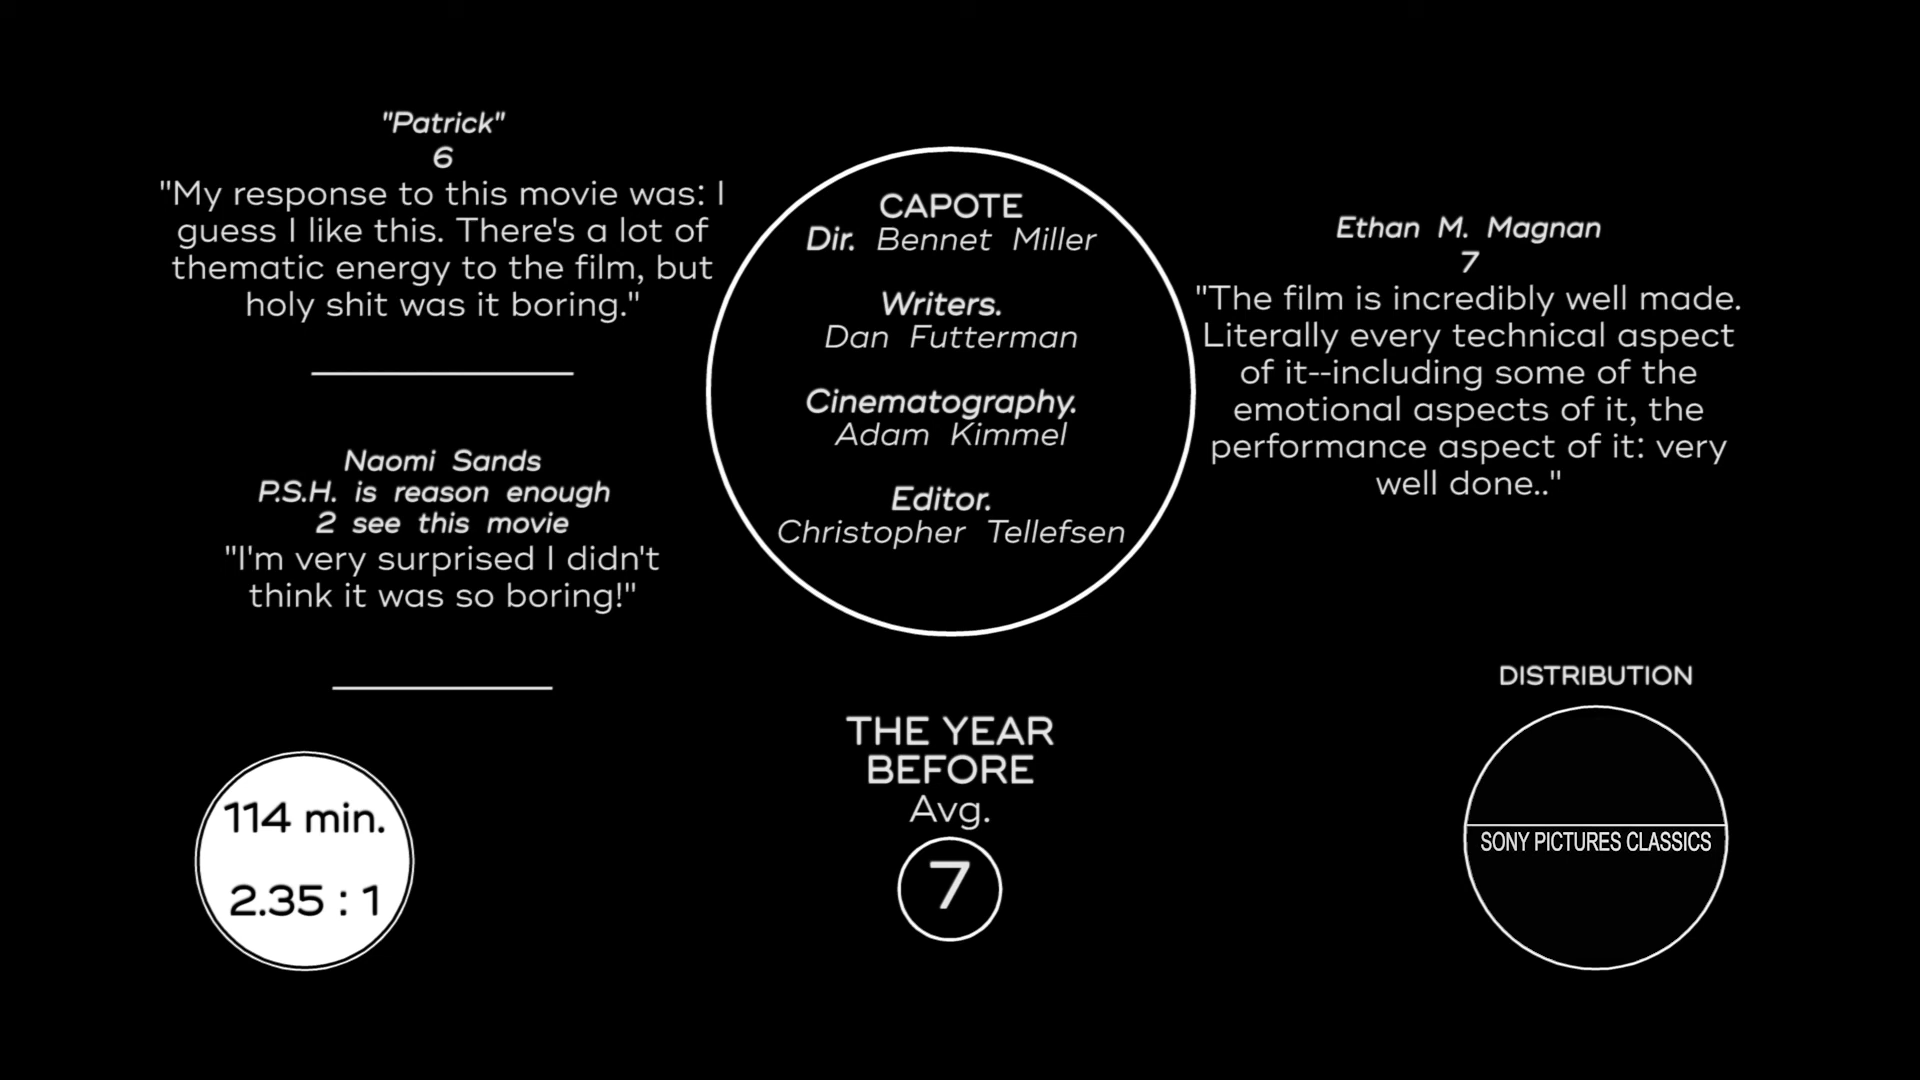 "Patrick"
6
"My response to this movie was: I
guess I like this. There's a lot of
thematic energy to the film, but
holy shit was it boring."
Naomi Sands
P.S.H. is reason enough
2 see this movie
"I'm very surprised I didn't
think it was so boring!"
114 min.
2.35 : 1
CAPOTE
Dir. Bennet Miller
Writers.
Dan Futterman
Cinematography.
Adam Kimmel
Editor.
Christopher Tellefsen
THE YEAR
BEFORE
Avg.
7
Ethan M. Magnan
7
"The film is incredibly well made.
Literally every technical aspect
of it--including some of the
emotional aspects of it, the
performance aspect of it: very
well done.."
DISTRIBUTION
SONY PICTURES CLASSICS